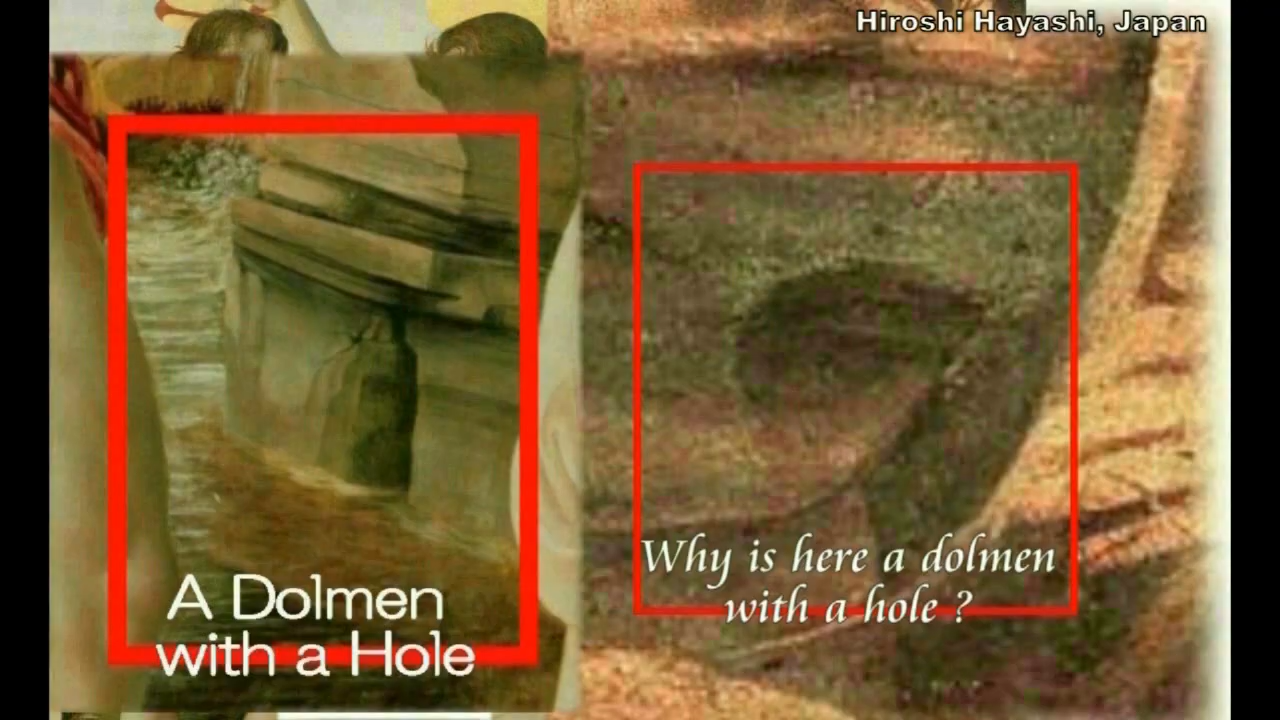 Hiroshi Hayashi, Japan
A Dolmen
with a Hole
Why is here a dolmen
with a hole ?